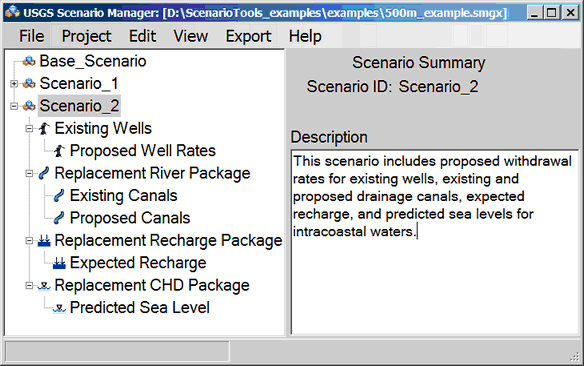 USGS Scenario Manager: [D:\ScenarioTools_examples\examples\500m_example.smgx]
File Project Edit View Export Help
Base_Scenario
Scenario_1
Scenario_2
Existing Wells
Proposed Well Rates
Replacement River Package
Existing Canals
Proposed Canals
Replacement Recharge Package
Expected Recharge
Replacement CHD Package
Predicted Sea Level
Scenario Summary
Scenario ID: Scenario_2
Description
This scenario includes proposed withdrawal
rates for existing wells, existing and
proposed drainage canals, expected
recharge, and predicted sea levels for
intracoastal waters.